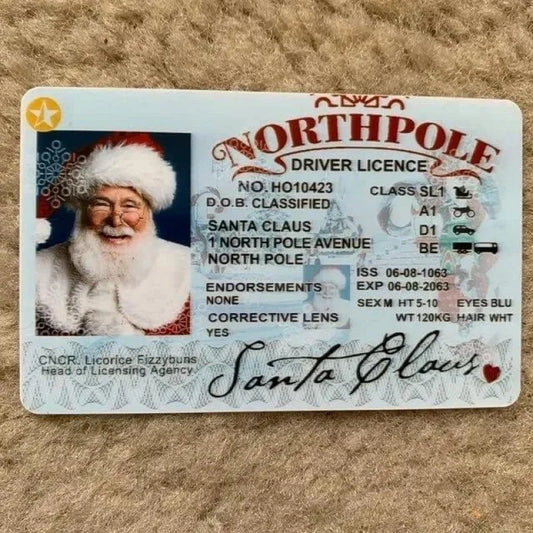 NORTHPOLE
DRIVER LICENCE
NO. HO10423
D.O.B. CLASSIFIED
CLASS SL1
A1
D1
BE
SANTA CLAUS
1 NORTH POLE AVENUE
NORTH POLE
ENDORSEMENTS
NONE
CORRECTIVE LENS
YES
ISS 06-08-1063
EXP 06-08-2063
SEX M HT 5-10 EYES BLU
WT 120KG HAIR WHT
CNCR. Licorice Fizzybuns
Head of Licensing Agency
Santa Claus